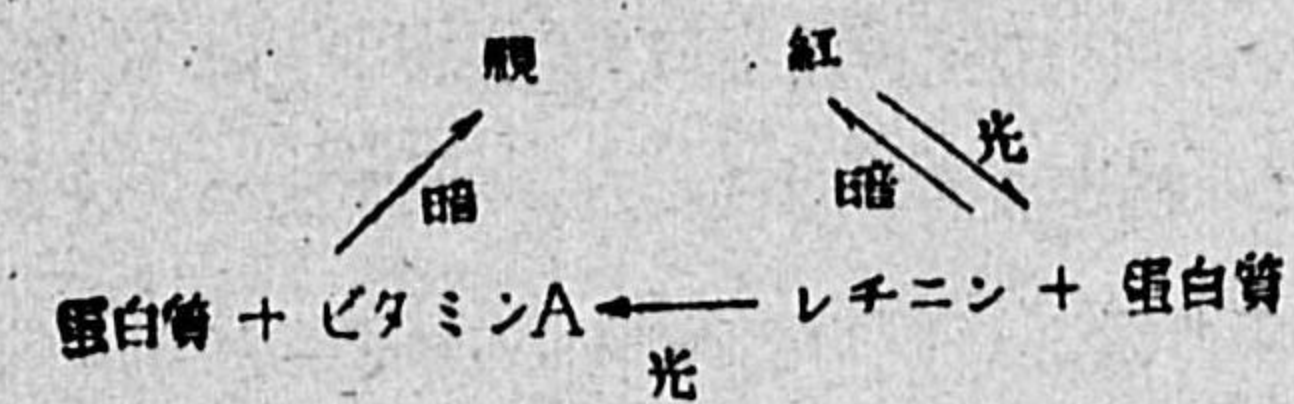 視 紅
光
暗 暗
蛋白質 + ビタミンA レチニン + 蛋白質
光